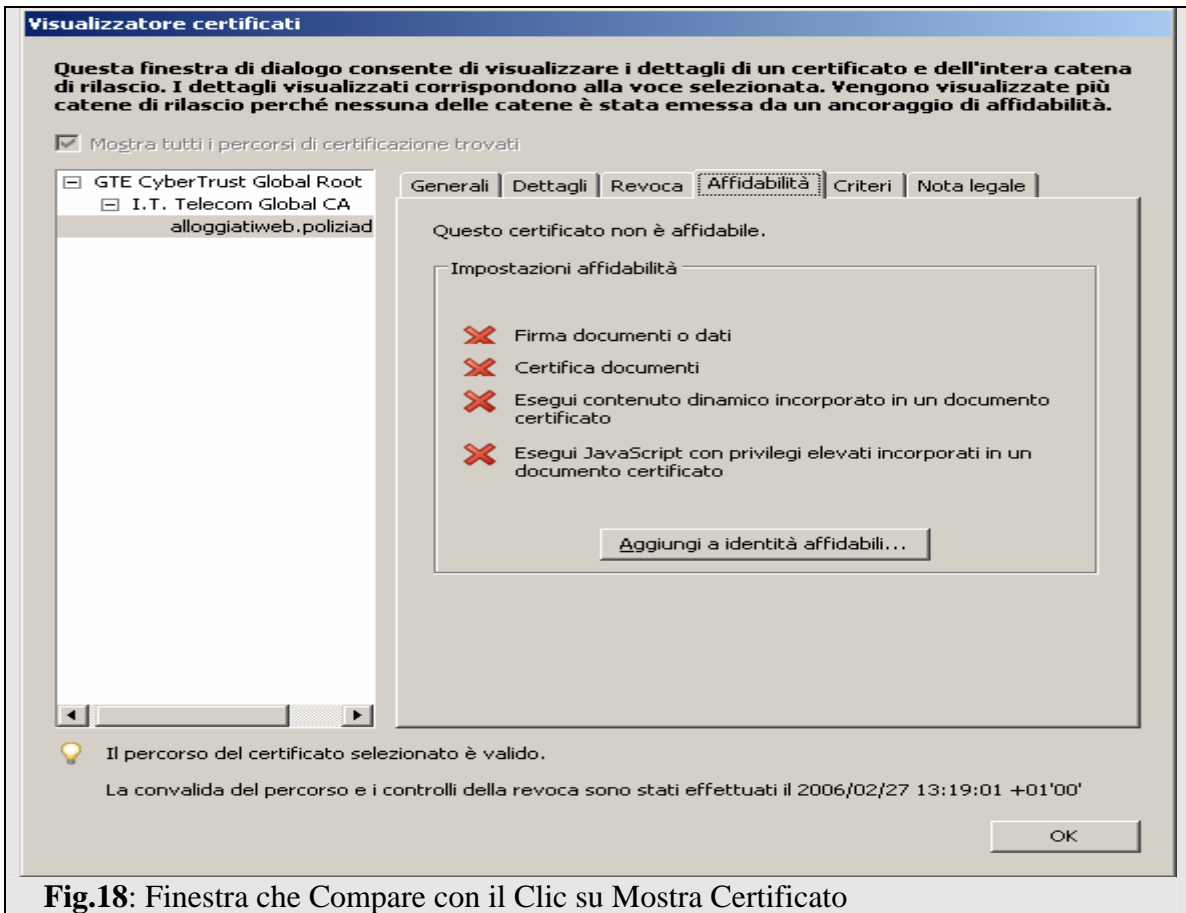 Visualizzatore certificati
Questa finestra di dialogo consente di visualizzare i dettagli di un certificato e dell'intera catena
di rilascio. I dettagli visualizzati corrispondono alla voce selezionata. Vengono visualizzate più
catene di rilascio perché nessuna delle catene è stata emessa da un ancoraggio di affidabilità.
Mostra tutti i percorsi di certificazione trovati
GTE CyberTrust Global Root
I.T. Telecom Global CA
alloggiatiweb.poliziad
Generali Dettagli Revoca Affidabilità Criteri Nota legale
Questo certificato non è affidabile.
Impostazioni affidabilità
Firma documenti o dati
Certifica documenti
Esegui contenuto dinamico incorporato in un documento
certificato
Esegui JavaScript con privilegi elevati incorporati in un
documento certificato
Aggiungi a identità affidabili...
Il percorso del certificato selezionato è valido.
La convalida del percorso e i controlli della revoca sono stati effettuati il 2006/02/27 13:19:01 +01'00'
OK
Fig.18: Finestra che Compare con il Clic su Mostra Certificato